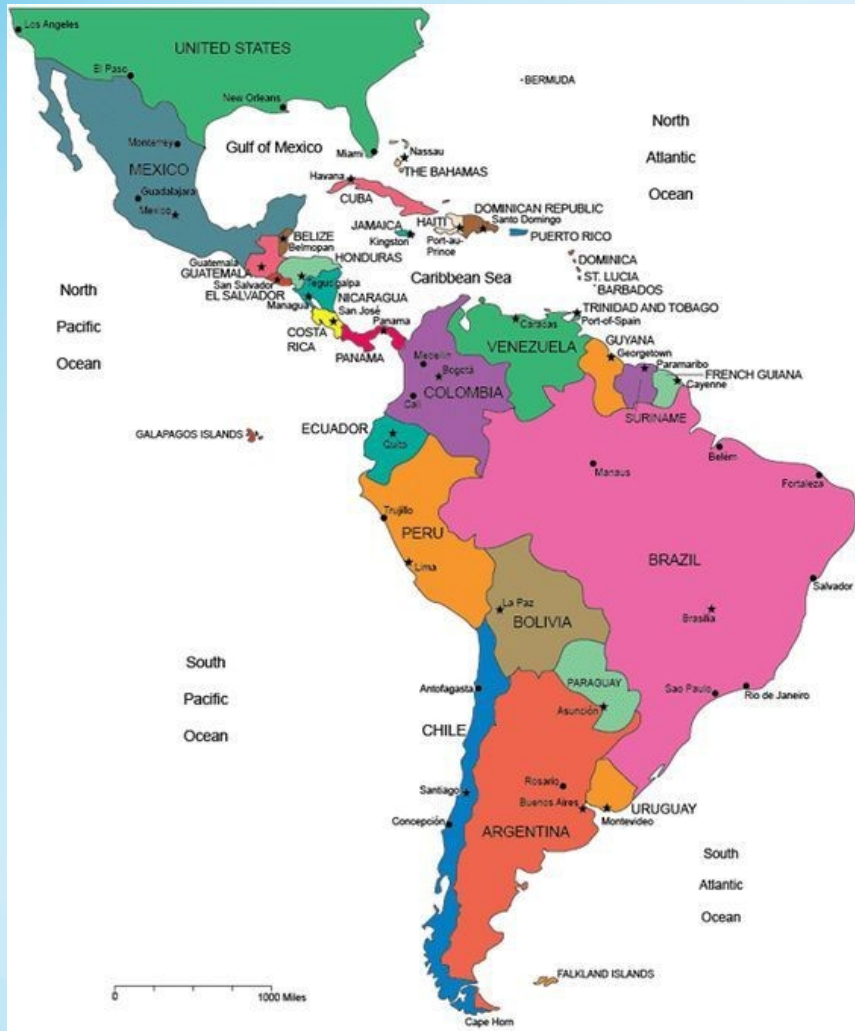 Los Angeles
UNITED STATES
El Paso
New Orleans
BERMUDA
North
Atlantic
Ocean
Monterrey
Gulf of Mexico
Miami
Nassau
THE BAHAMAS
MEXICO
Guadalajara
Mexico
Havana
CUBA
JAMAICA
Kingston
HAITI
Port-au-
Prince
DOMINICAN REPUBLIC
Santo Domingo
PUERTO RICO
BELIZE
Belmopan
HONDURAS
Guatemala
GUATEMALA
Tegucigalpa
San Salvador
EL SALVADOR
NICARAGUA
Managua
San José
COSTA
RICA
Panama
PANAMA
Caribbean Sea
DOMINICA
ST. LUCIA
BARBADOS
TRINIDAD AND TOBAGO
Port-of-Spain
North
Pacific
Ocean
Caracas
VENEZUELA
GUYANA
Georgetown
Paramaribo
FRENCH GUIANA
Cayenne
SURINAME
Medellin
Bogotá
COLOMBIA
Cali
GALAPAGOS ISLANDS
ECUADOR
Quito
Belém
Manaus
Fortaleza
Trujillo
PERU
Lima
BRAZIL
Salvador
La Paz
BOLIVIA
Brasilia
South
Pacific
Ocean
PARAGUAY
Asunción
Sao Paulo
Rio de Janeiro
Antofagasta
CHILE
Santiago
Concepción
Rosario
Buenos Aires
ARGENTINA
URUGUAY
Montevideo
South
Atlantic
Ocean
FALKLAND ISLANDS
Cape Horn
0
1000 Miles